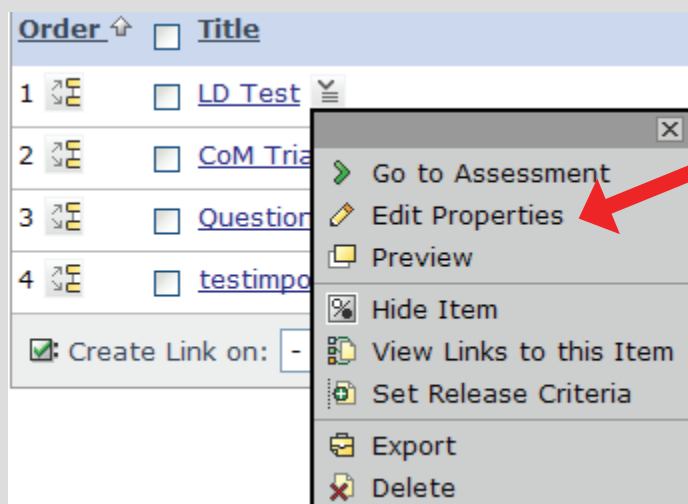 Order Title
1 LD Test
2 CoM Tria
3 Question
4 testimpo
Create Link on: -
Go to Assessment
Edit Properties
Preview
Hide Item
View Links to this Item
Set Release Criteria
Export
Delete